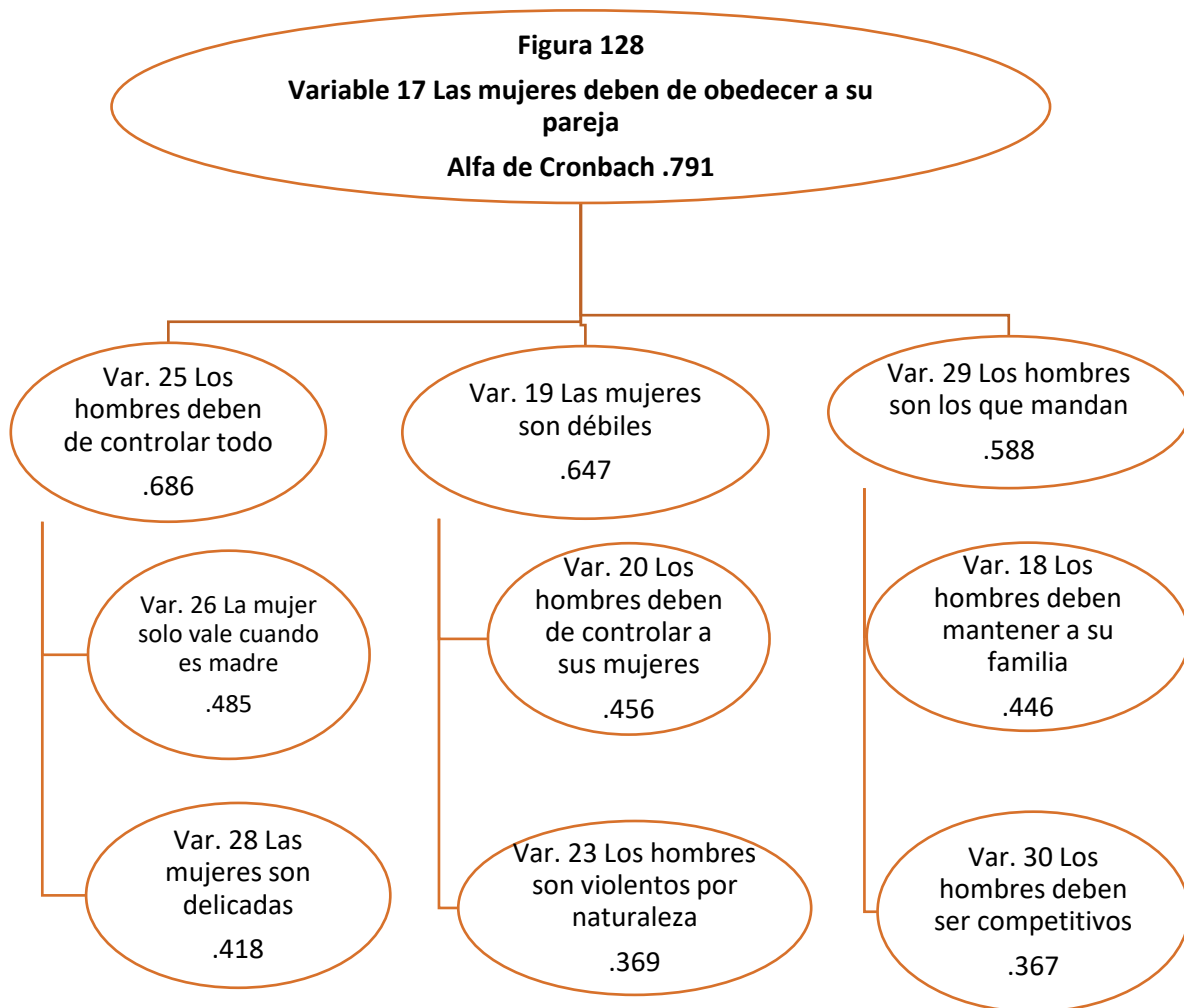 Figura 128
Variable 17 Las mujeres deben de obedecer a su
pareja
Alfa de Cronbach .791
Var. 25 Los
hombres deben
de controlar todo
.686
Var. 19 Las mujeres
son débiles
.647
Var. 29 Los hombres
son los que mandan
.588
Var. 26 La mujer
solo vale cuando
es madre
.485
Var. 20 Los
hombres deben
de controlar a
sus mujeres
.456
Var. 18 Los
hombres deben
mantener a su
familia
.446
Var. 28 Las
mujeres son
delicadas
.418
Var. 23 Los hombres
son violentos por
naturaleza
.369
Var. 30 Los
hombres deben
ser competitivos
.367